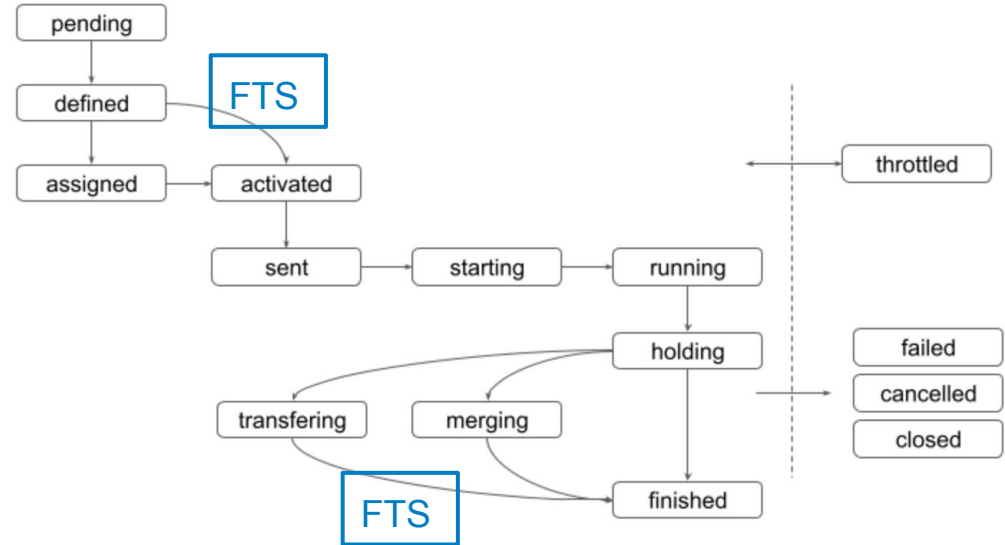 pending
FTS
defined
throttled
assigned
activated
sent
starting
running
holding
failed
cancelled
transfering
merging
closed
FTS
finished